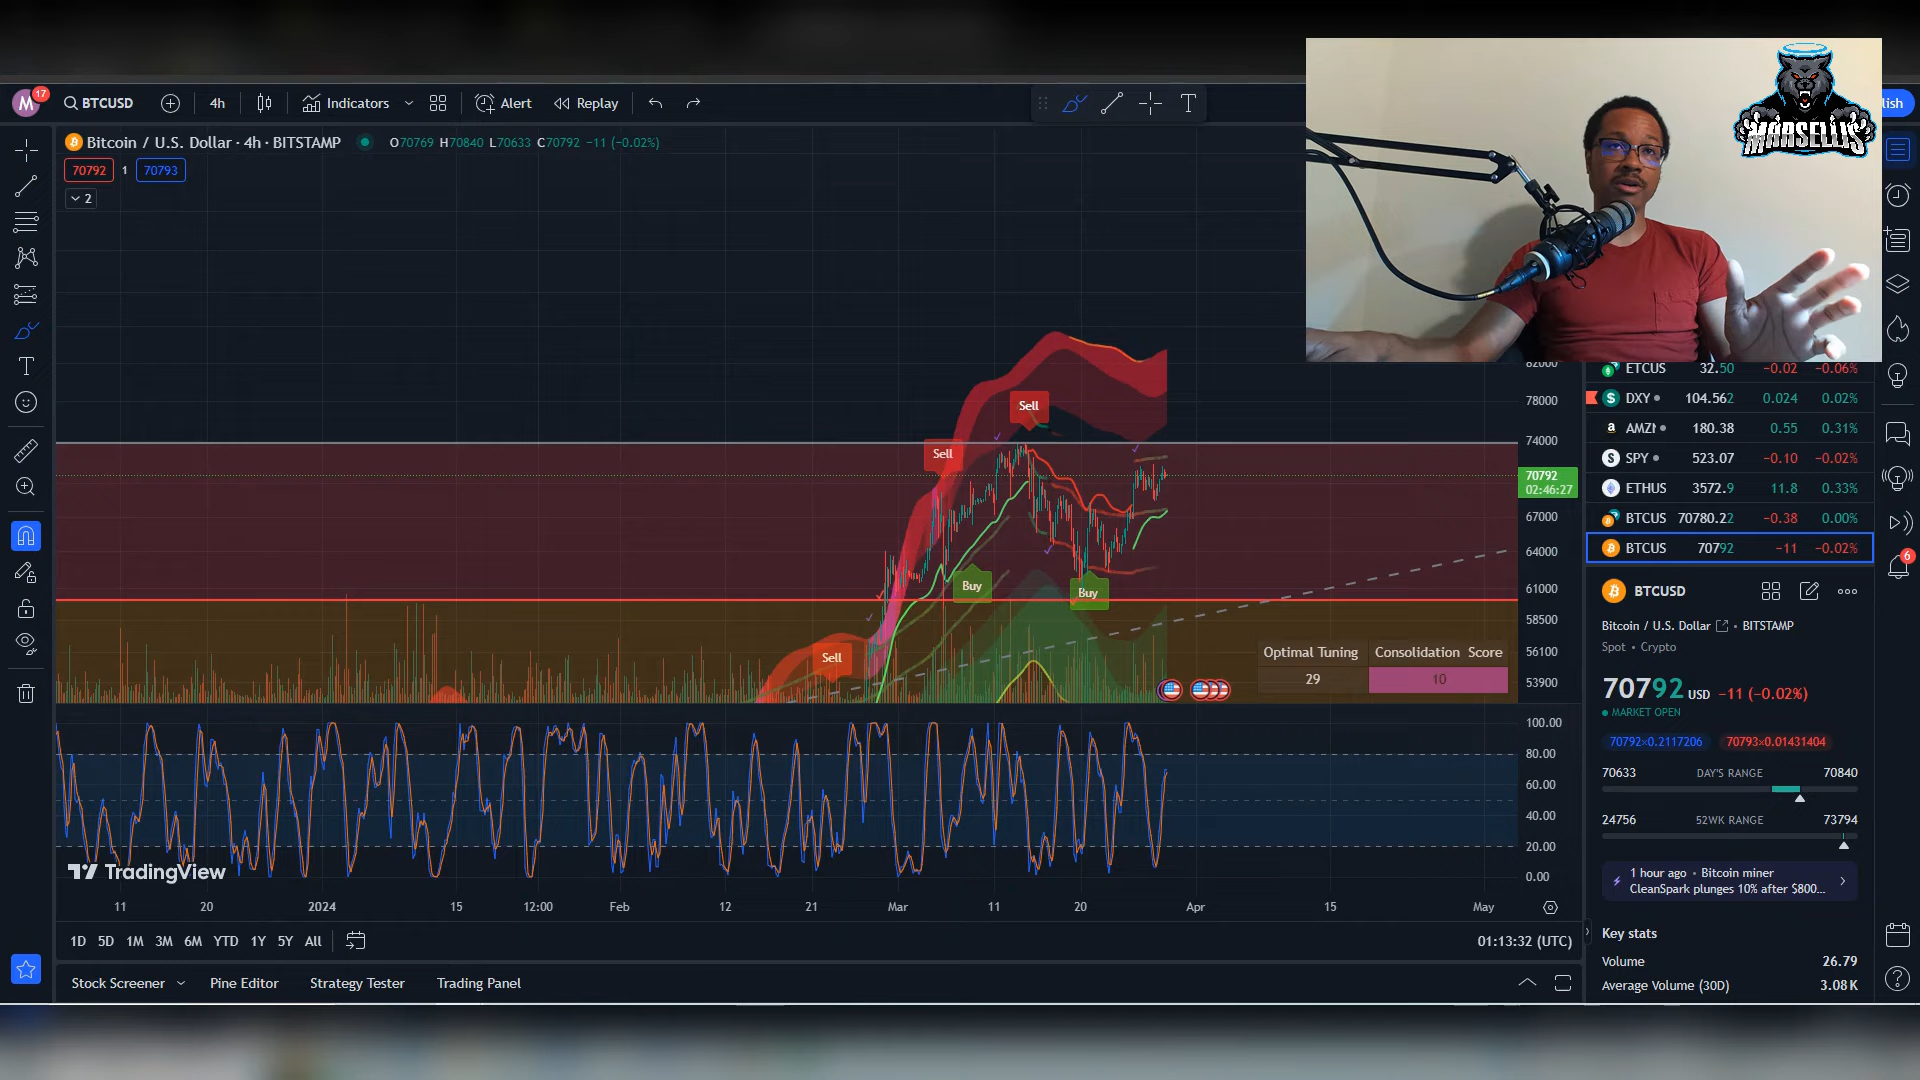 M 17 BTCUSD 4h Indicators Alert Replay T lish
MARSELLIS
Bitcoin / U.S. Dollar · 4h · BITSTAMP O70769 H70840 L70633 C70792 −11 (−0.02%)
70792 1 70793
2
T
Sell
Sell
Sell
Buy
Buy
82000
78000
74000
70792
02:46:27
67000
64000
61000
58500
56100
53900
Optimal Tuning Consolidation Score
29 10
100.00
80.00
60.00
40.00
20.00
0.00
TradingView
11 20 2024 15 12:00 Feb 12 21 Mar 11 20 Apr 15 May
1D 5D 1M 3M 6M YTD 1Y 5Y All 01:13:32 (UTC)
Stock Screener Pine Editor Strategy Tester Trading Panel
ETCUS 32.50 −0.02 −0.06%
DXY 104.562 0.024 0.02%
AMZN 180.38 0.55 0.31%
SPY 523.07 −0.10 −0.02%
ETHUS 3572.9 11.8 0.33%
BTCUS 70780.22 −0.38 0.00%
BTCUS 70792 −11 −0.02%
6
BTCUSD
Bitcoin / U.S. Dollar • BITSTAMP
Spot • Crypto
70792 USD −11 (−0.02%)
MARKET OPEN
70792×0.2117206 70793×0.01431404
70633 DAY'S RANGE 70840
24756 52WK RANGE 73794
1 hour ago • Bitcoin miner
CleanSpark plunges 10% after $800...
Key stats
Volume 26.79
Average Volume (30D) 3.08K